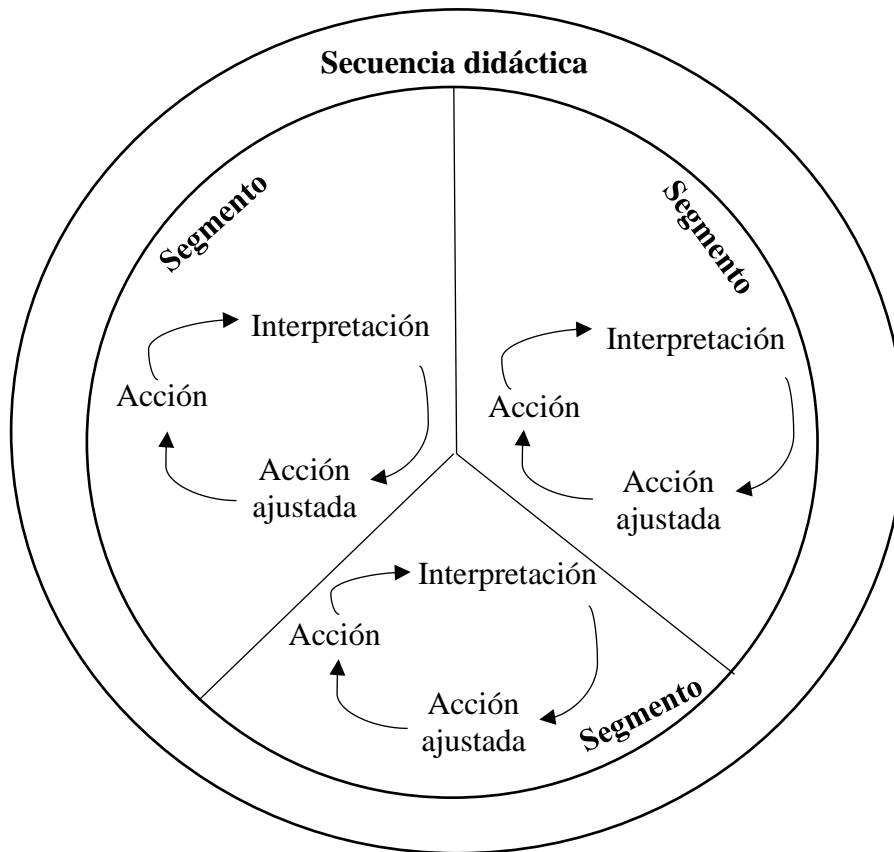 Secuencia didáctica
Segmento
Interpretación
Acción
Acción
ajustada
Segmento
Interpretación
Acción
Acción
ajustada
Interpretación
Acción
Acción
ajustada
Segmento